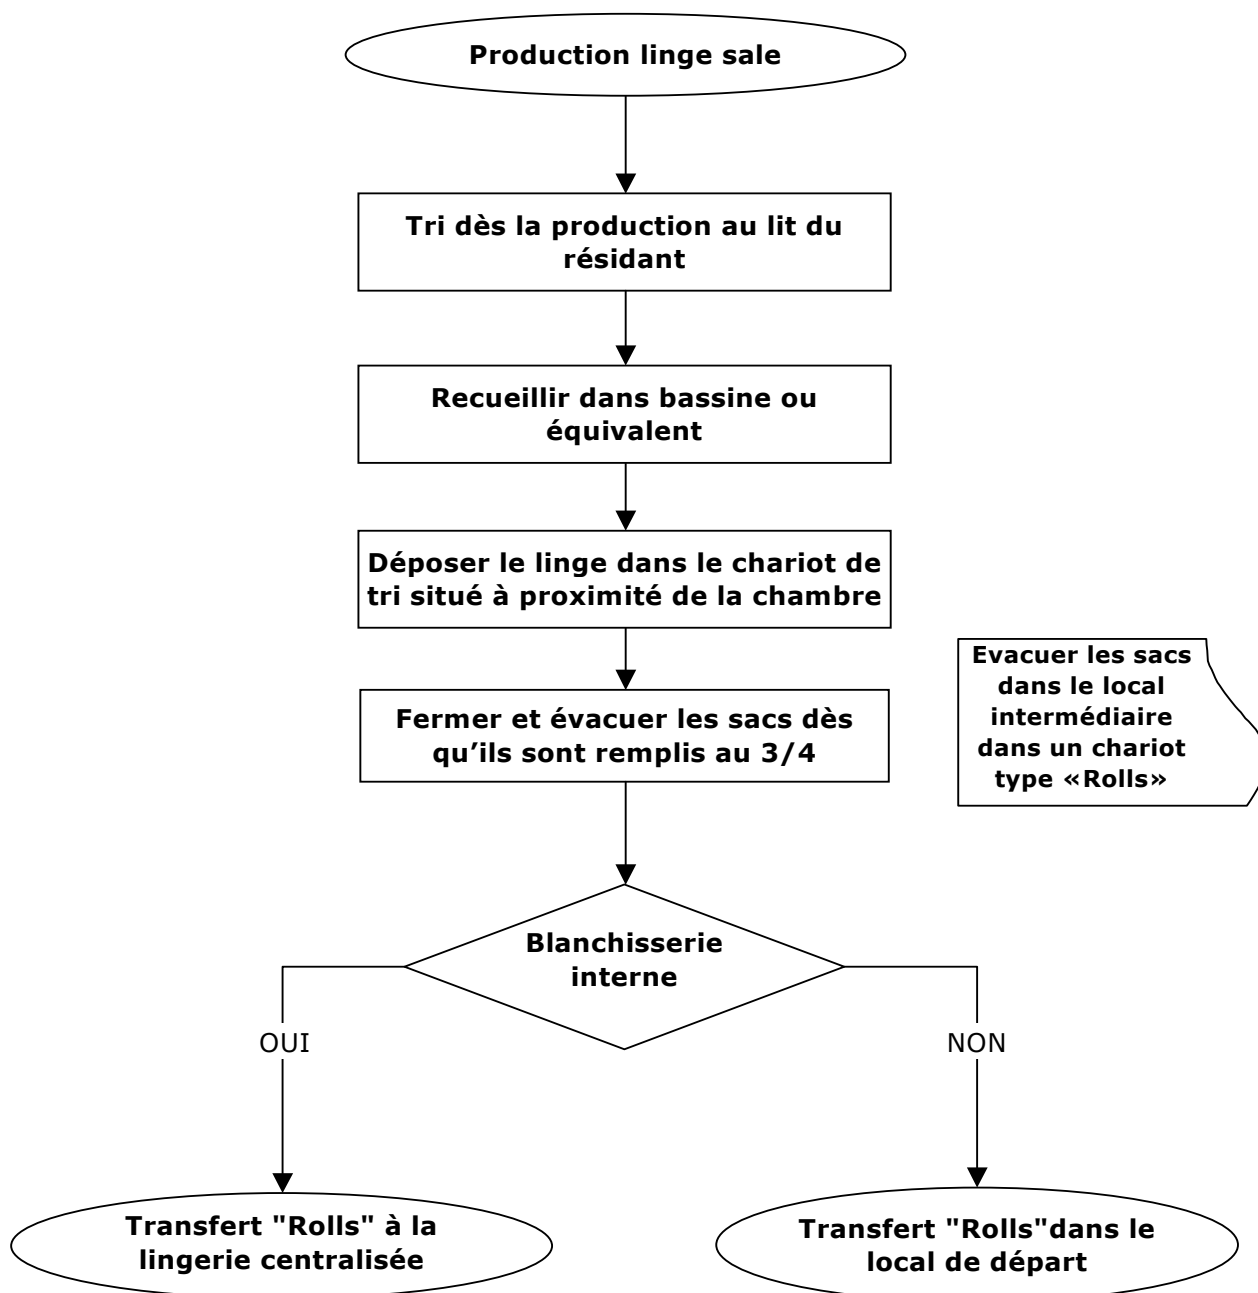 Production linge sale
Tri dès la production au lit du
résidant
Recueillir dans bassine ou
équivalent
Déposer le linge dans le chariot de
tri situé à proximité de la chambre
Fermer et évacuer les sacs dès
qu’ils sont remplis au 3/4
Evacuer les sacs
dans le local
intermédiaire
dans un chariot
type «Rolls»
Blanchisserie
interne
OUI
NON
Transfert "Rolls" à la
lingerie centralisée
Transfert "Rolls"dans le
local de départ